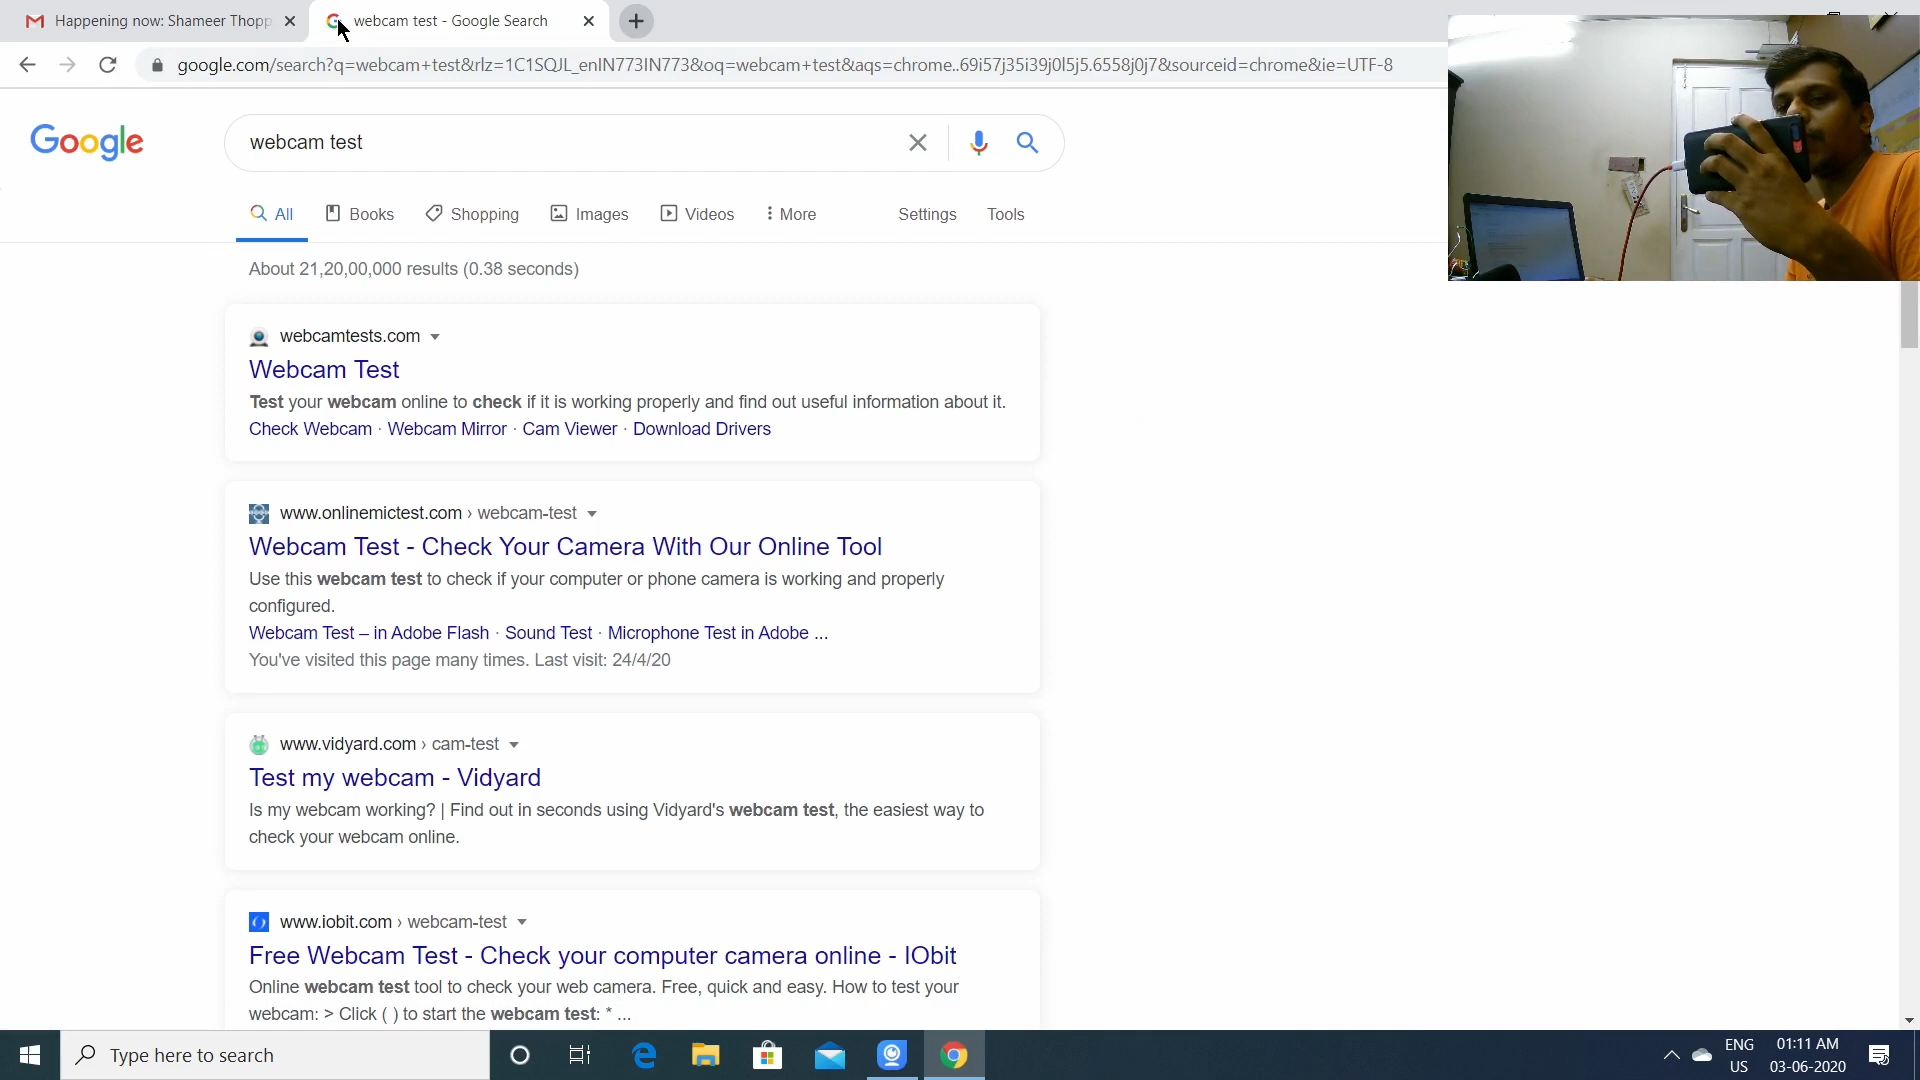 Happening now: Shameer Thopp
webcam test - Google Search
google.com/search?q=webcam+test&rlz=1C1SQJL_enIN773IN773&oq=webcam+test&aqs=chrome..69i57j35i39j0l5j5.6558j0j7&sourceid=chrome&ie=UTF-8
Google
webcam test
All Books Shopping Images Videos More Settings Tools
About 21,20,00,000 results (0.38 seconds)
webcamtests.com
Webcam Test
Test your webcam online to check if it is working properly and find out useful information about it.
Check Webcam · Webcam Mirror · Cam Viewer · Download Drivers
www.onlinemictest.com › webcam-test
Webcam Test - Check Your Camera With Our Online Tool
Use this webcam test to check if your computer or phone camera is working and properly
configured.
Webcam Test – in Adobe Flash · Sound Test · Microphone Test in Adobe ...
You've visited this page many times. Last visit: 24/4/20
www.vidyard.com › cam-test
Test my webcam - Vidyard
Is my webcam working? | Find out in seconds using Vidyard's webcam test, the easiest way to
check your webcam online.
www.iobit.com › webcam-test
Free Webcam Test - Check your computer camera online - IObit
Online webcam test tool to check your web camera. Free, quick and easy. How to test your
webcam: > Click ( ) to start the webcam test: * ...
Type here to search
ENG
US
01:11 AM
03-06-2020